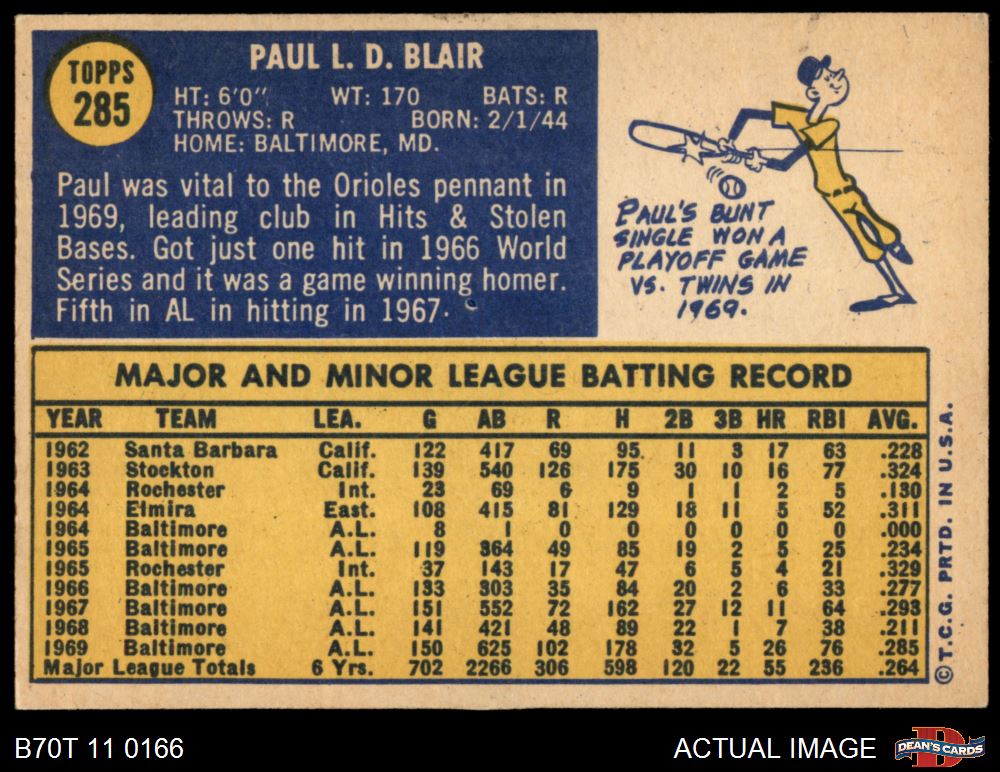 TOPPS
285
PAUL L. D. BLAIR
HT: 6'0" WT: 170 BATS: R
THROWS: R BORN: 2/1/44
HOME: BALTIMORE, MD.
Paul was vital to the Orioles pennant in
1969, leading club in Hits & Stolen
Bases. Got just one hit in 1966 World
Series and it was a game winning homer.
Fifth in AL in hitting in 1967.
PAUL'S BUNT
SINGLE WON A
PLAYOFF GAME
VS. TWINS IN
1969.
MAJOR AND MINOR LEAGUE BATTING RECORD
YEAR TEAM LEA. G AB R H 2B 3B HR RBI AVG.
1962 Santa Barbara Calif. 122 417 69 95 11 3 17 63 .228
1963 Stockton Calif. 139 540 126 175 30 10 16 77 .324
1964 Rochester Int. 23 69 6 9 1 1 2 5 .130
1964 Elmira East. 108 415 81 129 18 11 5 52 .311
1964 Baltimore A.L. 8 1 0 0 0 0 0 0 .000
1965 Baltimore A.L. 119 364 49 85 19 2 5 25 .234
1965 Rochester Int. 37 143 17 47 6 5 4 21 .329
1966 Baltimore A.L. 133 303 35 84 20 2 6 33 .277
1967 Baltimore A.L. 151 552 72 162 27 12 11 64 .293
1968 Baltimore A.L. 141 421 48 89 22 1 7 38 .211
1969 Baltimore A.L. 150 625 102 178 32 5 26 76 .285
Major League Totals 6 Yrs. 702 2266 306 598 120 22 55 236 .264
©T.C.G. PRTD. IN U.S.A.
B70T 11 0166 ACTUAL IMAGE
DEAN'S CARDS